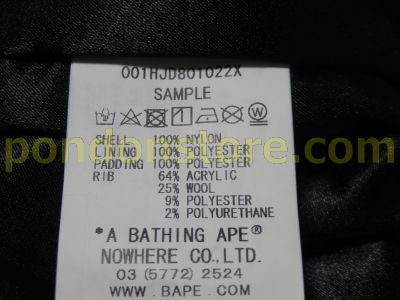 001HJD801022X
SAMPLE
SHELL 100% NYLON
LINING 100% POLYESTER
PADDING 100% POLYESTER
RIB 64% ACRYLIC
25% WOOL
9% POLYESTER
2% POLYURETHANE
"A BATHING APE®
NOWHERE CO.,LTD.
03 (5772) 2524
WWW.BAPE.COM
pondonstore.com